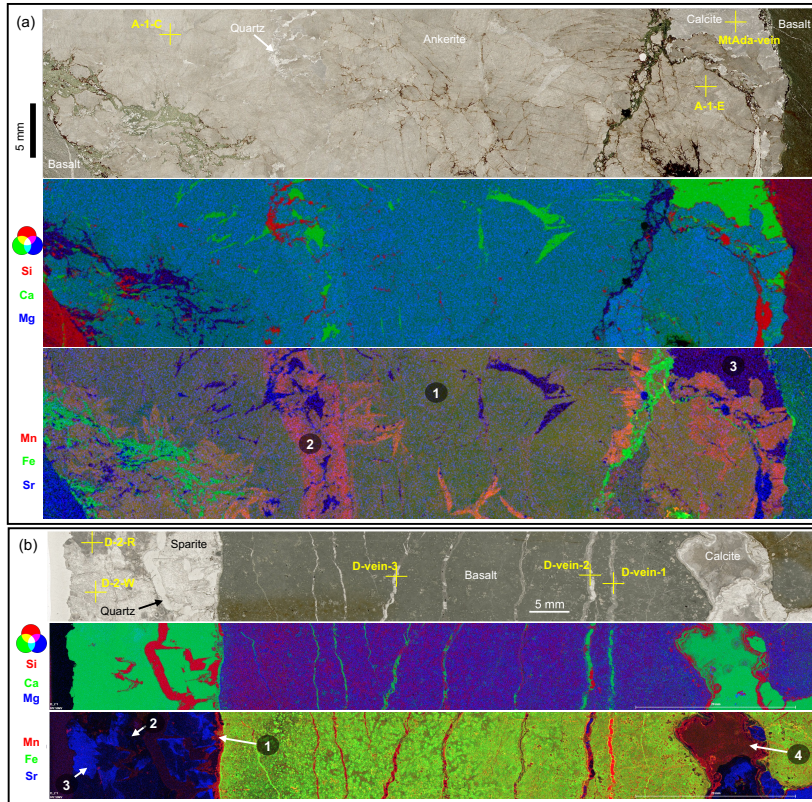 (a)
A-1-C
Quartz
Ankerite
Calcite
Basalt
MtAda-vein
A-1-E
5 mm
Basalt
Si
Ca
Mg
Mn
Fe
Sr
1
2
3
(b)
D-2-R
Sparite
D-2-W
Quartz
D-vein-3
Basalt
D-vein-2
D-vein-1
5 mm
Calcite
Si
Ca
Mg
Mn
Fe
Sr
1
2
3
4